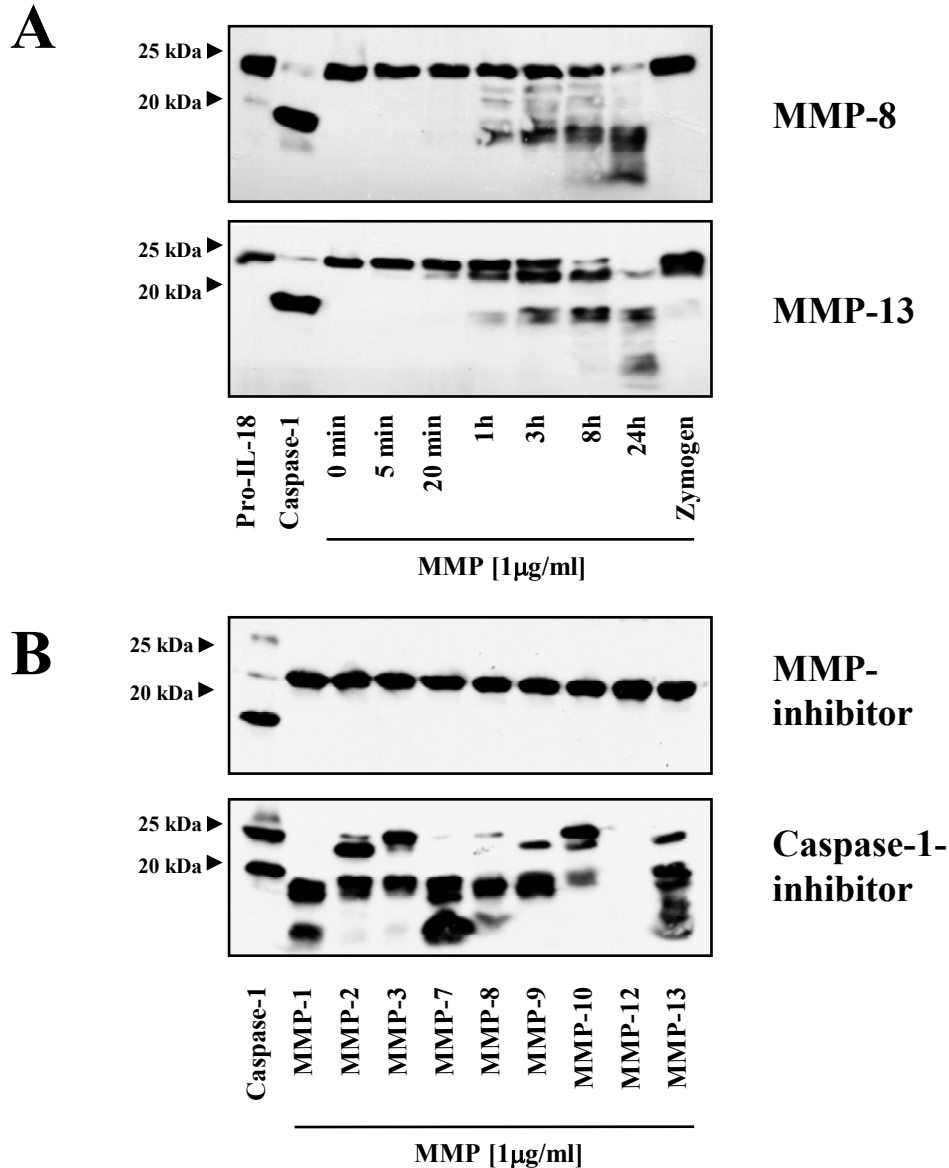 A
25 kDa
20 kDa
MMP-8
25 kDa
20 kDa
MMP-13
Pro-IL-18
Caspase-1
0 min
5 min
20 min
1h
3h
8h
24h
Zymogen
MMP [1μg/ml]
B
25 kDa
20 kDa
MMP-
inhibitor
25 kDa
20 kDa
Caspase-1-
inhibitor
Caspase-1
MMP-1
MMP-2
MMP-3
MMP-7
MMP-8
MMP-9
MMP-10
MMP-12
MMP-13
MMP [1μg/ml]